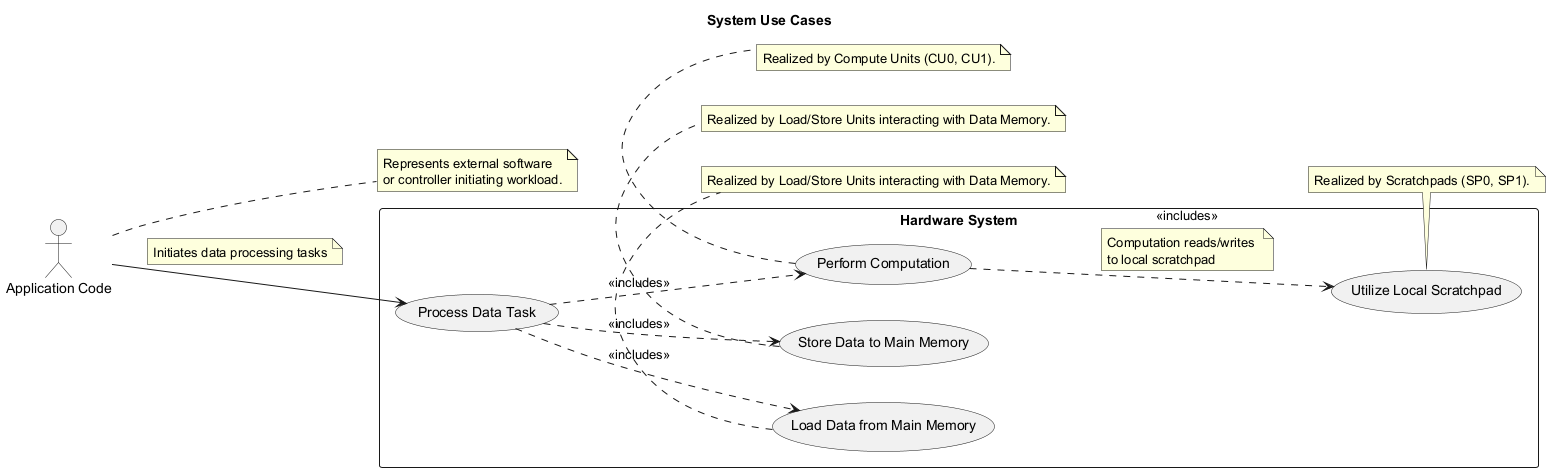 System Use Cases
Realized by Compute Units (CU0, CU1).
Realized by Load/Store Units interacting with Data Memory.
Represents external software
or controller initiating workload.
Realized by Load/Store Units interacting with Data Memory.
Realized by Scratchpads (SP0, SP1).
Hardware System
«includes»
Computation reads/writes
to local scratchpad
Initiates data processing tasks
Application Code
Perform Computation
«includes»
Utilize Local Scratchpad
Process Data Task
«includes»
Store Data to Main Memory
«includes»
Load Data from Main Memory